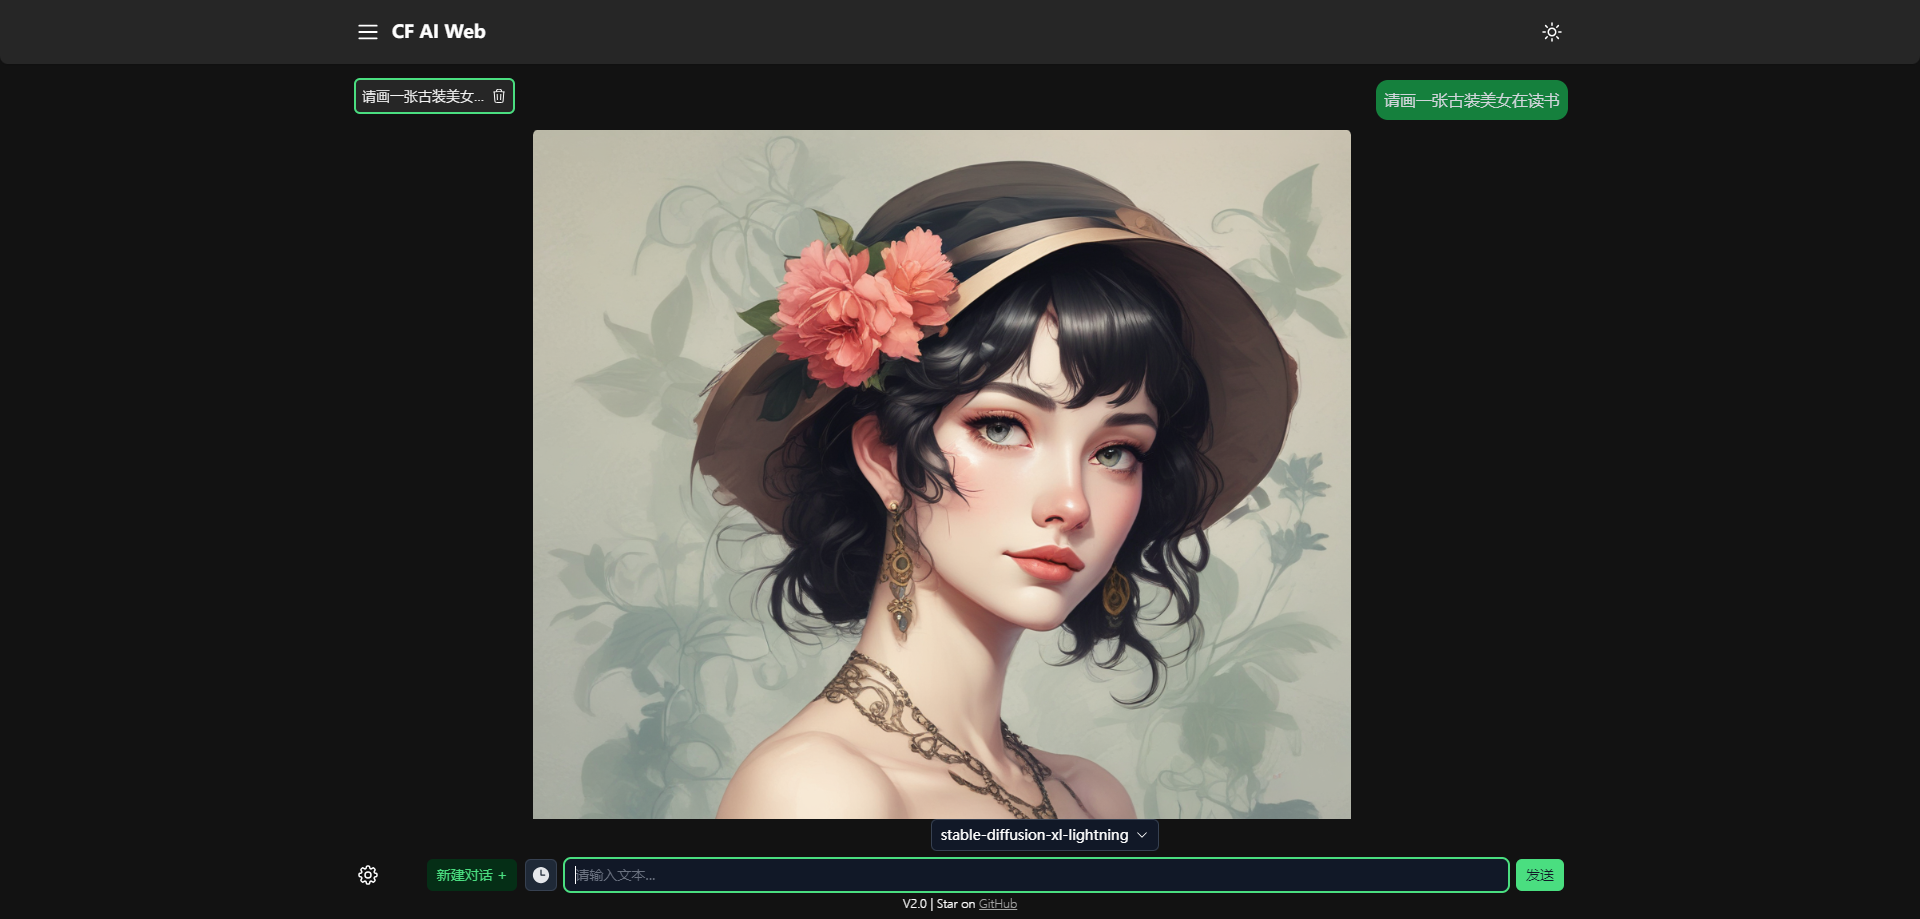 CF AI Web
请画一张古装美女...
请画一张古装美女在读书
stable-diffusion-xl-lightning
新建对话 +
请输入文本...
发送
V2.0 | Star on GitHub